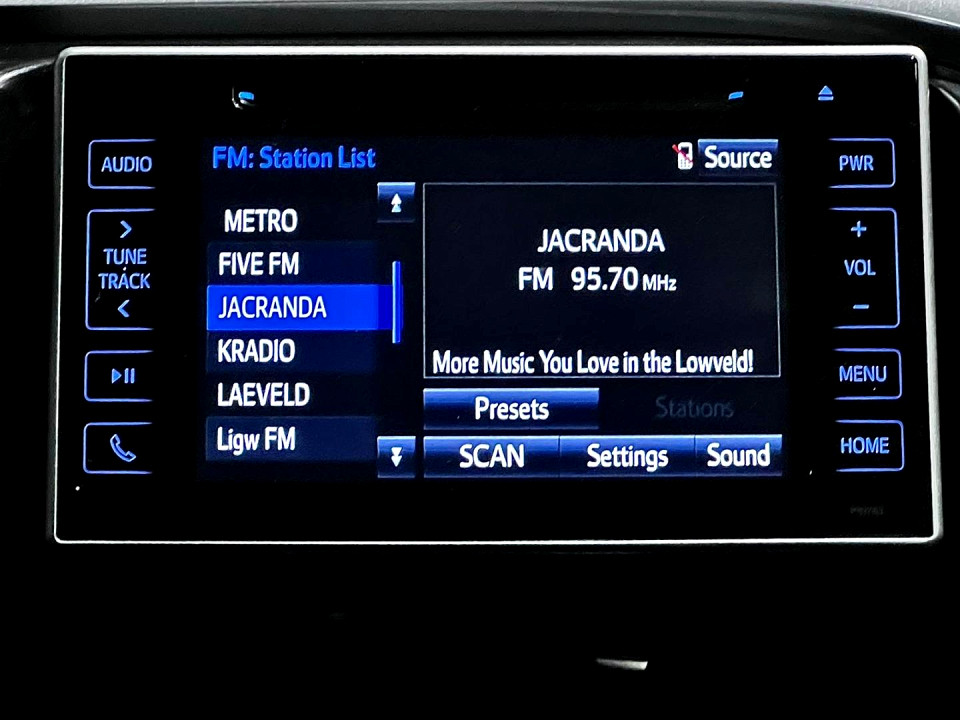 AUDIO
TUNE
TRACK
FM: Station List
Source
METRO
FIVE FM
JACRANDA
KRADIO
LAEVELD
Ligw FM
JACRANDA
FM 95.70 MHz
More Music You Love in the Lowveld!
Presets
Stations
SCAN
Settings
Sound
PWR
+
VOL
−
MENU
HOME